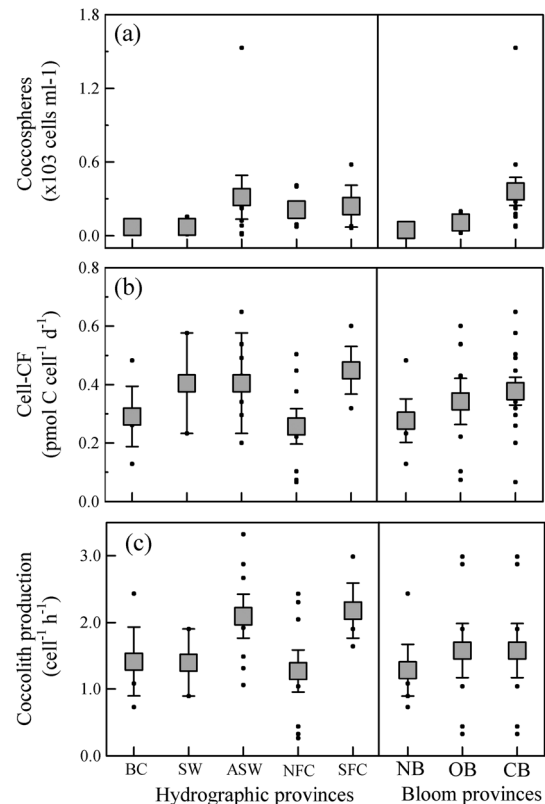 (a)
Coccospheres
(x103 cells ml-1)
1.8
1.2
0.6
0.0
(b)
Cell-CF
(pmol C cell⁻¹ d⁻¹)
0.8
0.6
0.4
0.2
0.0
(c)
Coccolith production
(cell⁻¹ h⁻¹)
3.0
2.0
1.0
0.0
BC SW ASW NFC SFC NB OB CB
Hydrographic provinces Bloom provinces